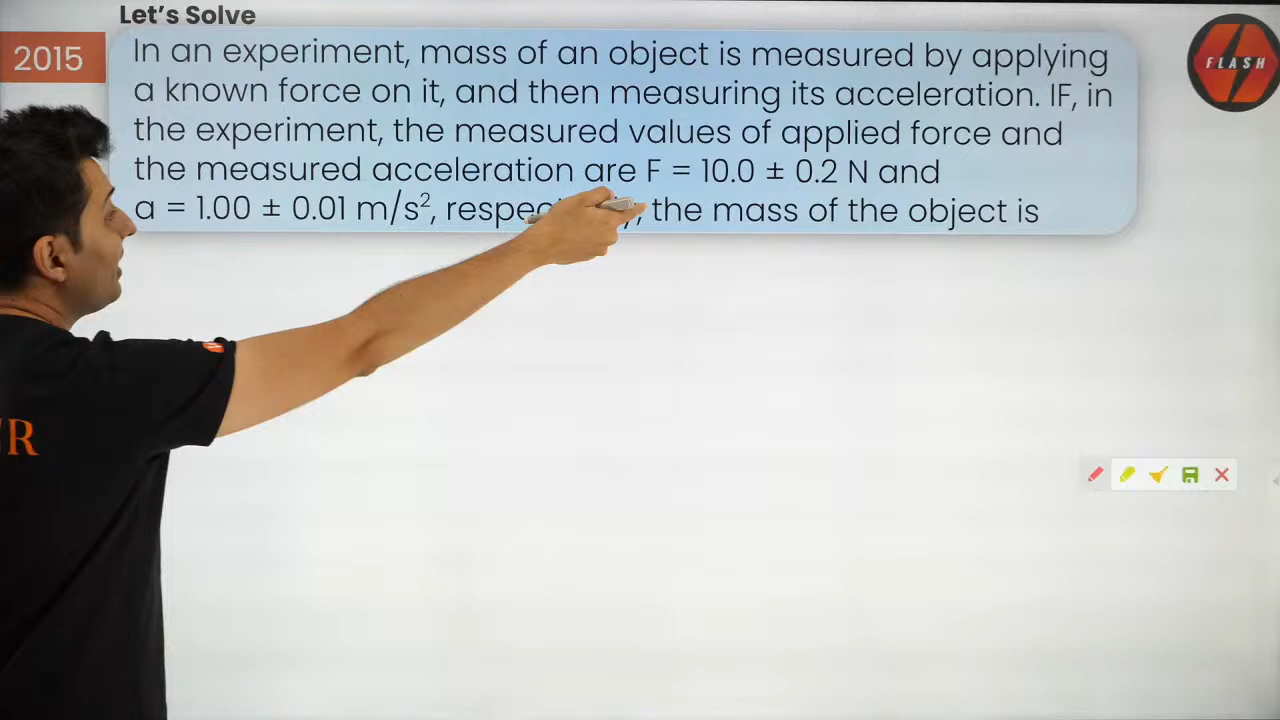 Let's Solve
2015
In an experiment, mass of an object is measured by applying
a known force on it, and then measuring its acceleration. IF, in
the experiment, the measured values of applied force and
the measured acceleration are F = 10.0 ± 0.2 N and
a = 1.00 ± 0.01 m/s², the mass of the object is
FLASH
R